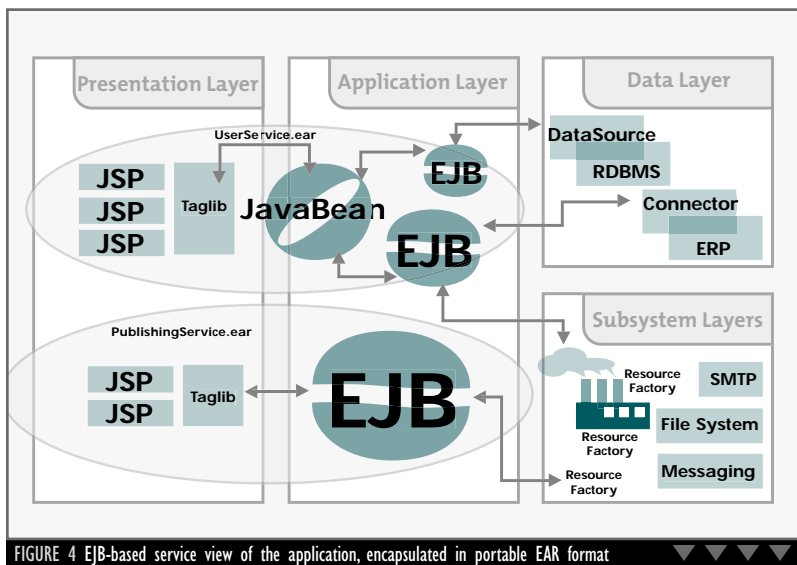 Presentation Layer
Application Layer
Data Layer
UserService.ear
JSP
JSP
JSP
Taglib
JavaBean
EJB
EJB
DataSource
RDBMS
Connector
ERP
PublishingService.ear
JSP
JSP
Taglib
EJB
Subsystem Layers
Resource
Factory
SMTP
Resource
Factory
File System
Resource
Factory
Messaging
FIGURE 4 EJB-based service view of the application, encapsulated in portable EAR format